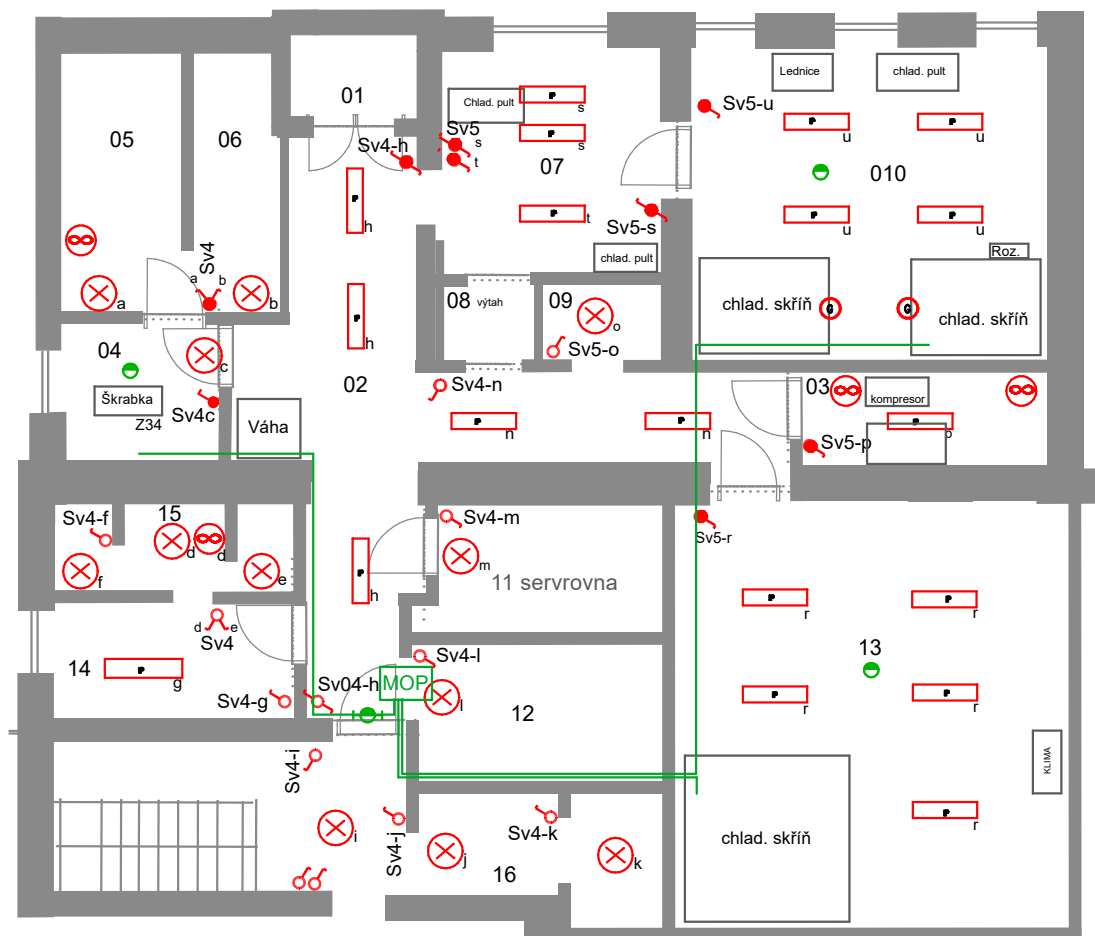 Lednice
chlad. pult
01
Chlad. pult
s
Sv5-u
05
06
Sv5
s
u
u
Sv4-h
t
s
07
010
h
t
Sv5-s
u
u
Sv4
a
b
chlad. pult
Roz.
a
b
08
výtah
09
chlad. skříň
G
G
chlad. skříň
h
o
04
c
Sv5-o
02
Sv4-n
03
Škrabka
Sv4c
kompresor
Z34
Váha
n
n
p
Sv5-p
Sv4-f
15
Sv4-m
Sv5-r
d
d
m
11 servrovna
f
e
h
r
r
d
e
Sv4
Sv4-l
14
13
g
MOP
Sv4-g
Sv04-h
l
12
r
r
Sv4-i
KLIMA
i
Sv4-j
Sv4-k
chlad. skříň
r
j
16
k